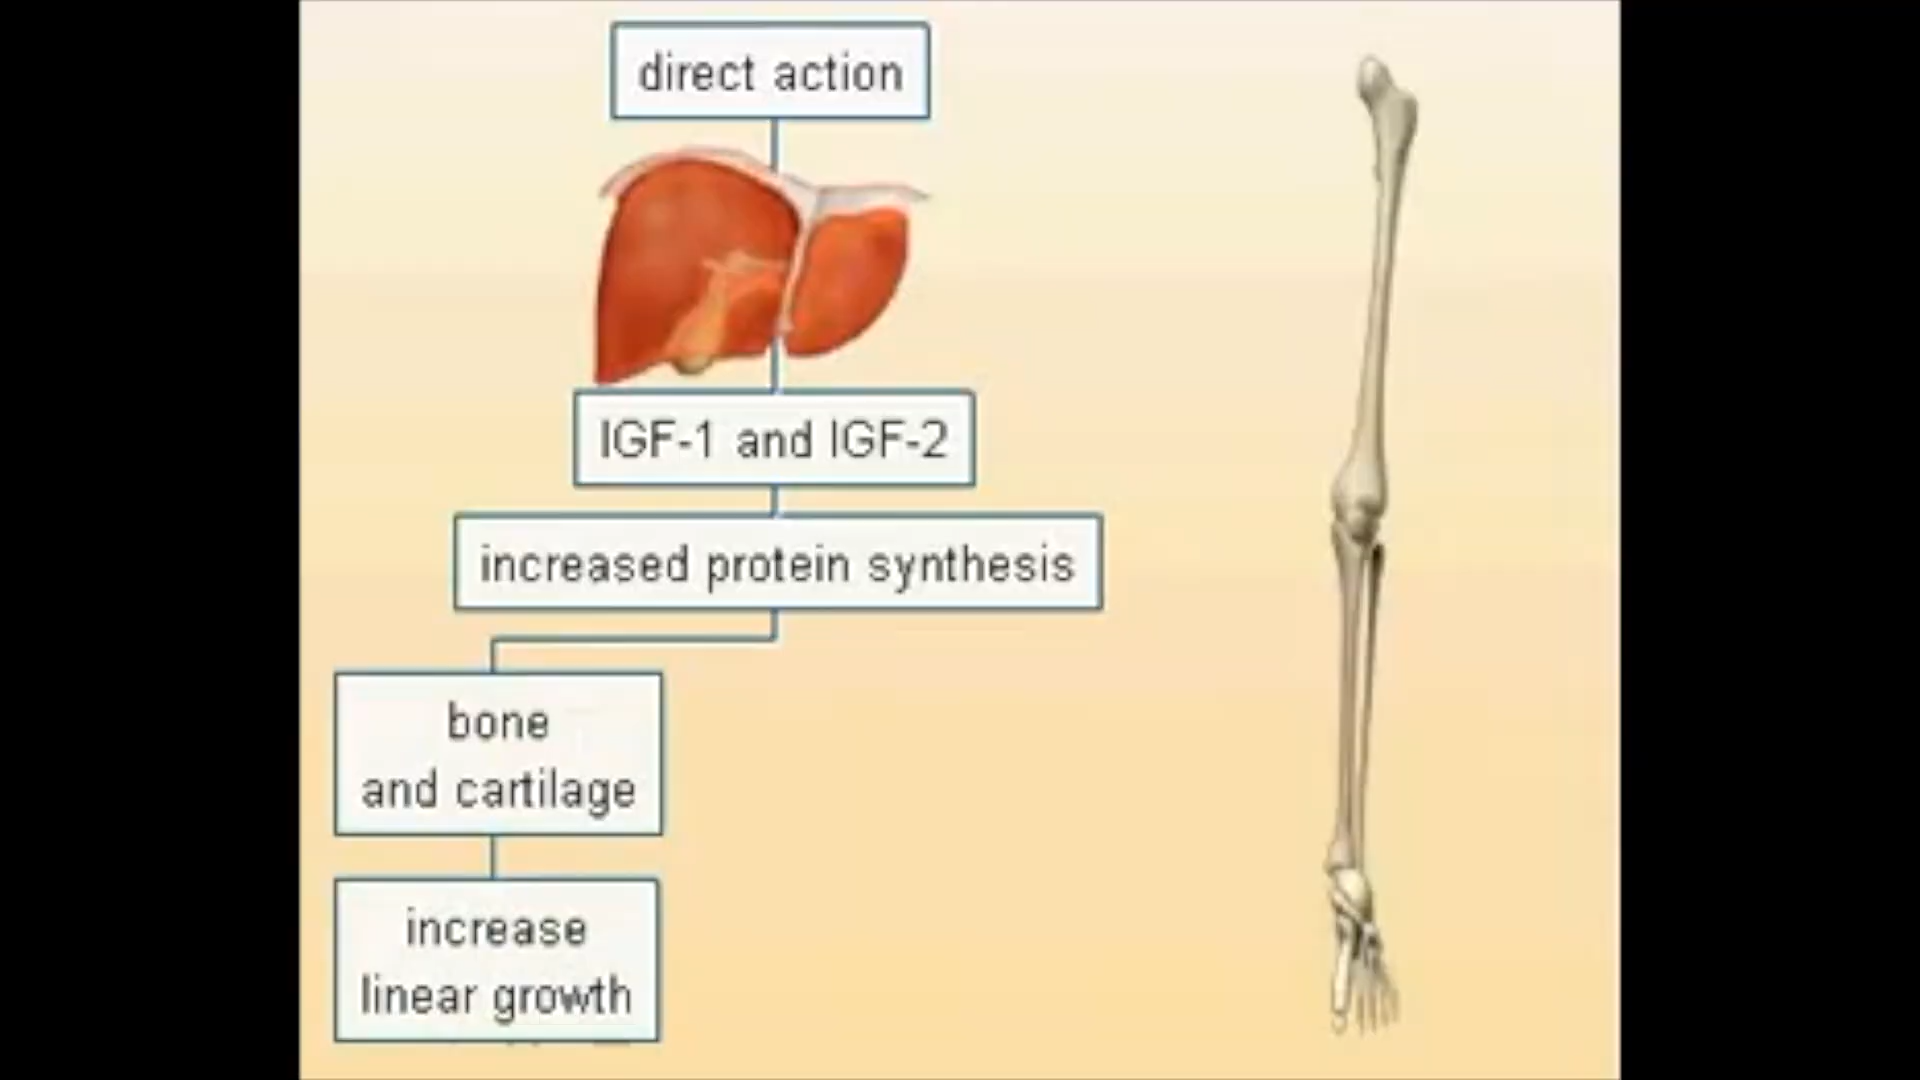 direct action
IGF-1 and IGF-2
increased protein synthesis
bone
and cartilage
increase
linear growth